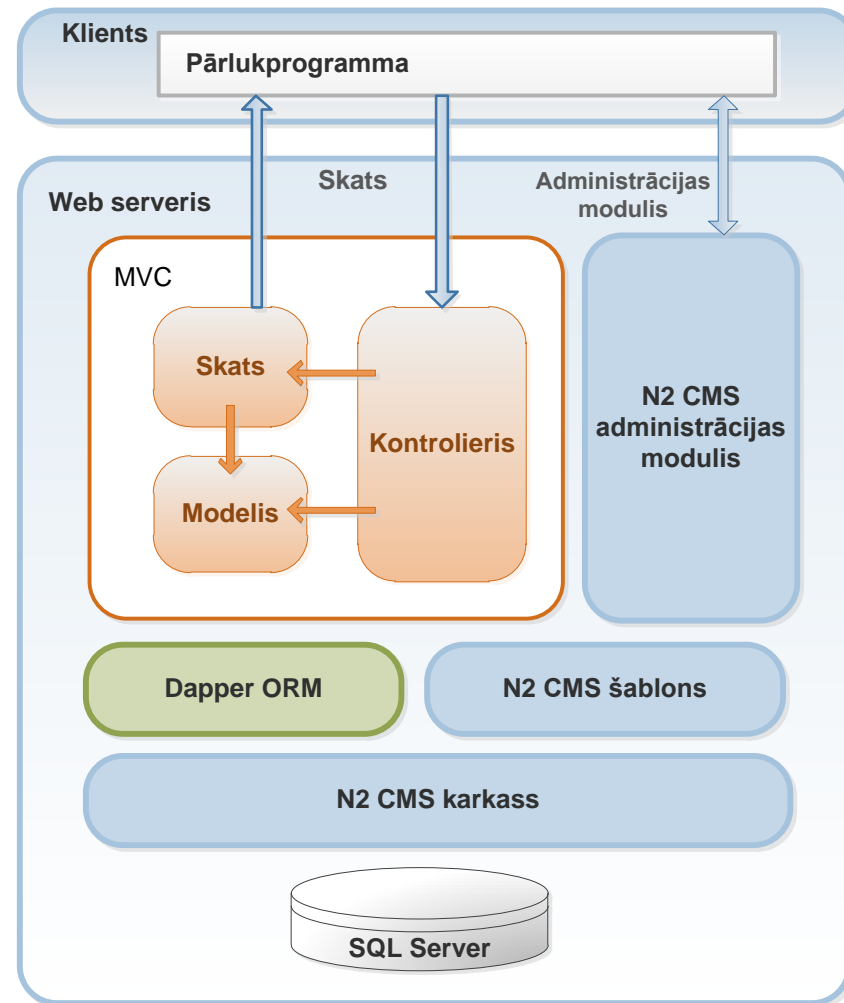 Klients
Pārlukprogramma
Skats
Administrācijas
modulis
Web serveris
MVC
Skats
Kontrolieris
Modelis
N2 CMS
administrācijas
modulis
Dapper ORM
N2 CMS šablons
N2 CMS karkass
SQL Server